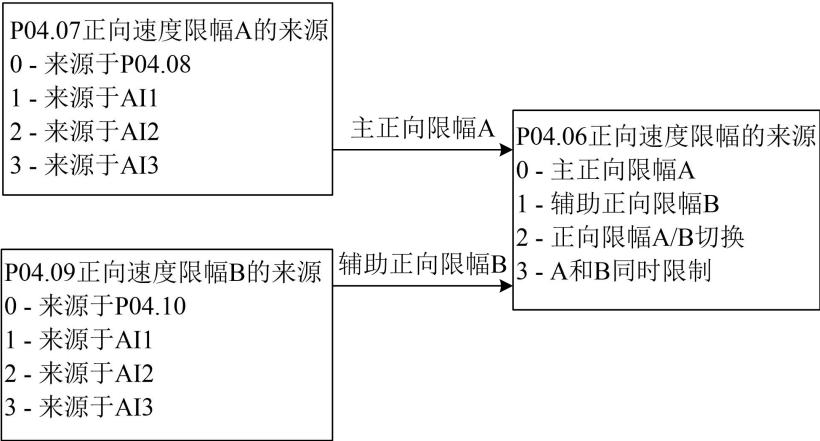 P04.07正向速度限幅A的来源
0 - 来源于P04.08
1 - 来源于AI1
2 - 来源于AI2
3 - 来源于AI3
主正向限幅A
P04.06正向速度限幅的来源
0 - 主正向限幅A
1 - 辅助正向限幅B
2 - 正向限幅A/B切换
3 - A和B同时限制
P04.09正向速度限幅B的来源
0 - 来源于P04.10
1 - 来源于AI1
2 - 来源于AI2
3 - 来源于AI3
辅助正向限幅B